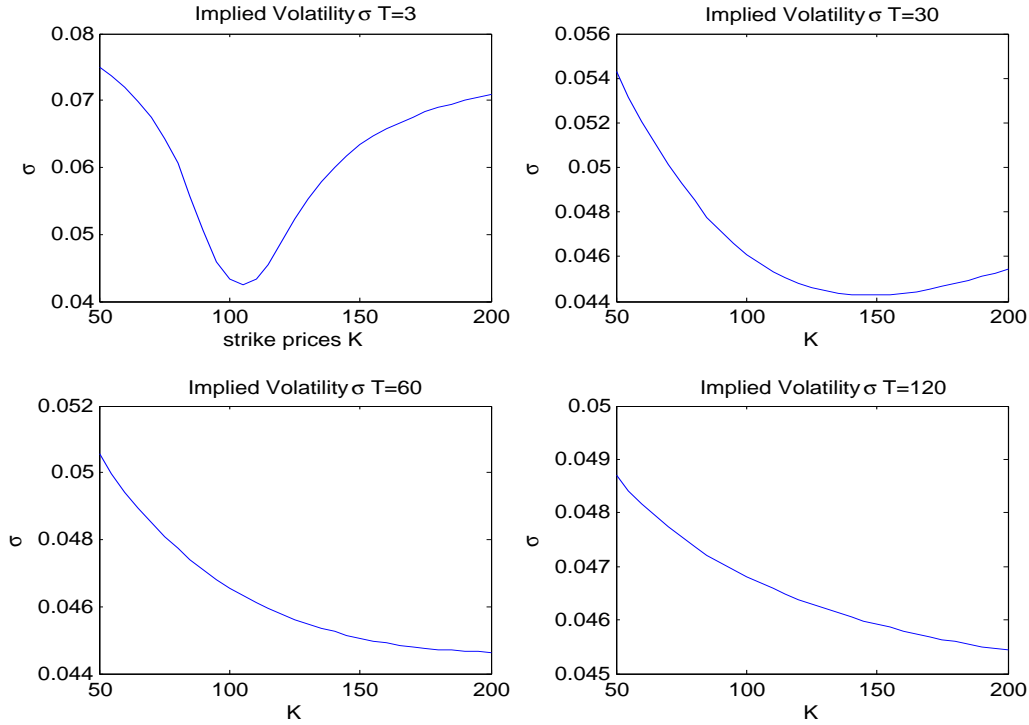 Implied Volatility σ T=3
0.08
0.07
0.06
0.05
0.04
σ
50 100 150 200
strike prices K
Implied Volatility σ T=30
0.056
0.054
0.052
0.05
0.048
0.046
0.044
σ
50 100 150 200
K
Implied Volatility σ T=60
0.052
0.05
0.048
0.046
0.044
σ
50 100 150 200
K
Implied Volatility σ T=120
0.05
0.049
0.048
0.047
0.046
0.045
σ
50 100 150 200
K